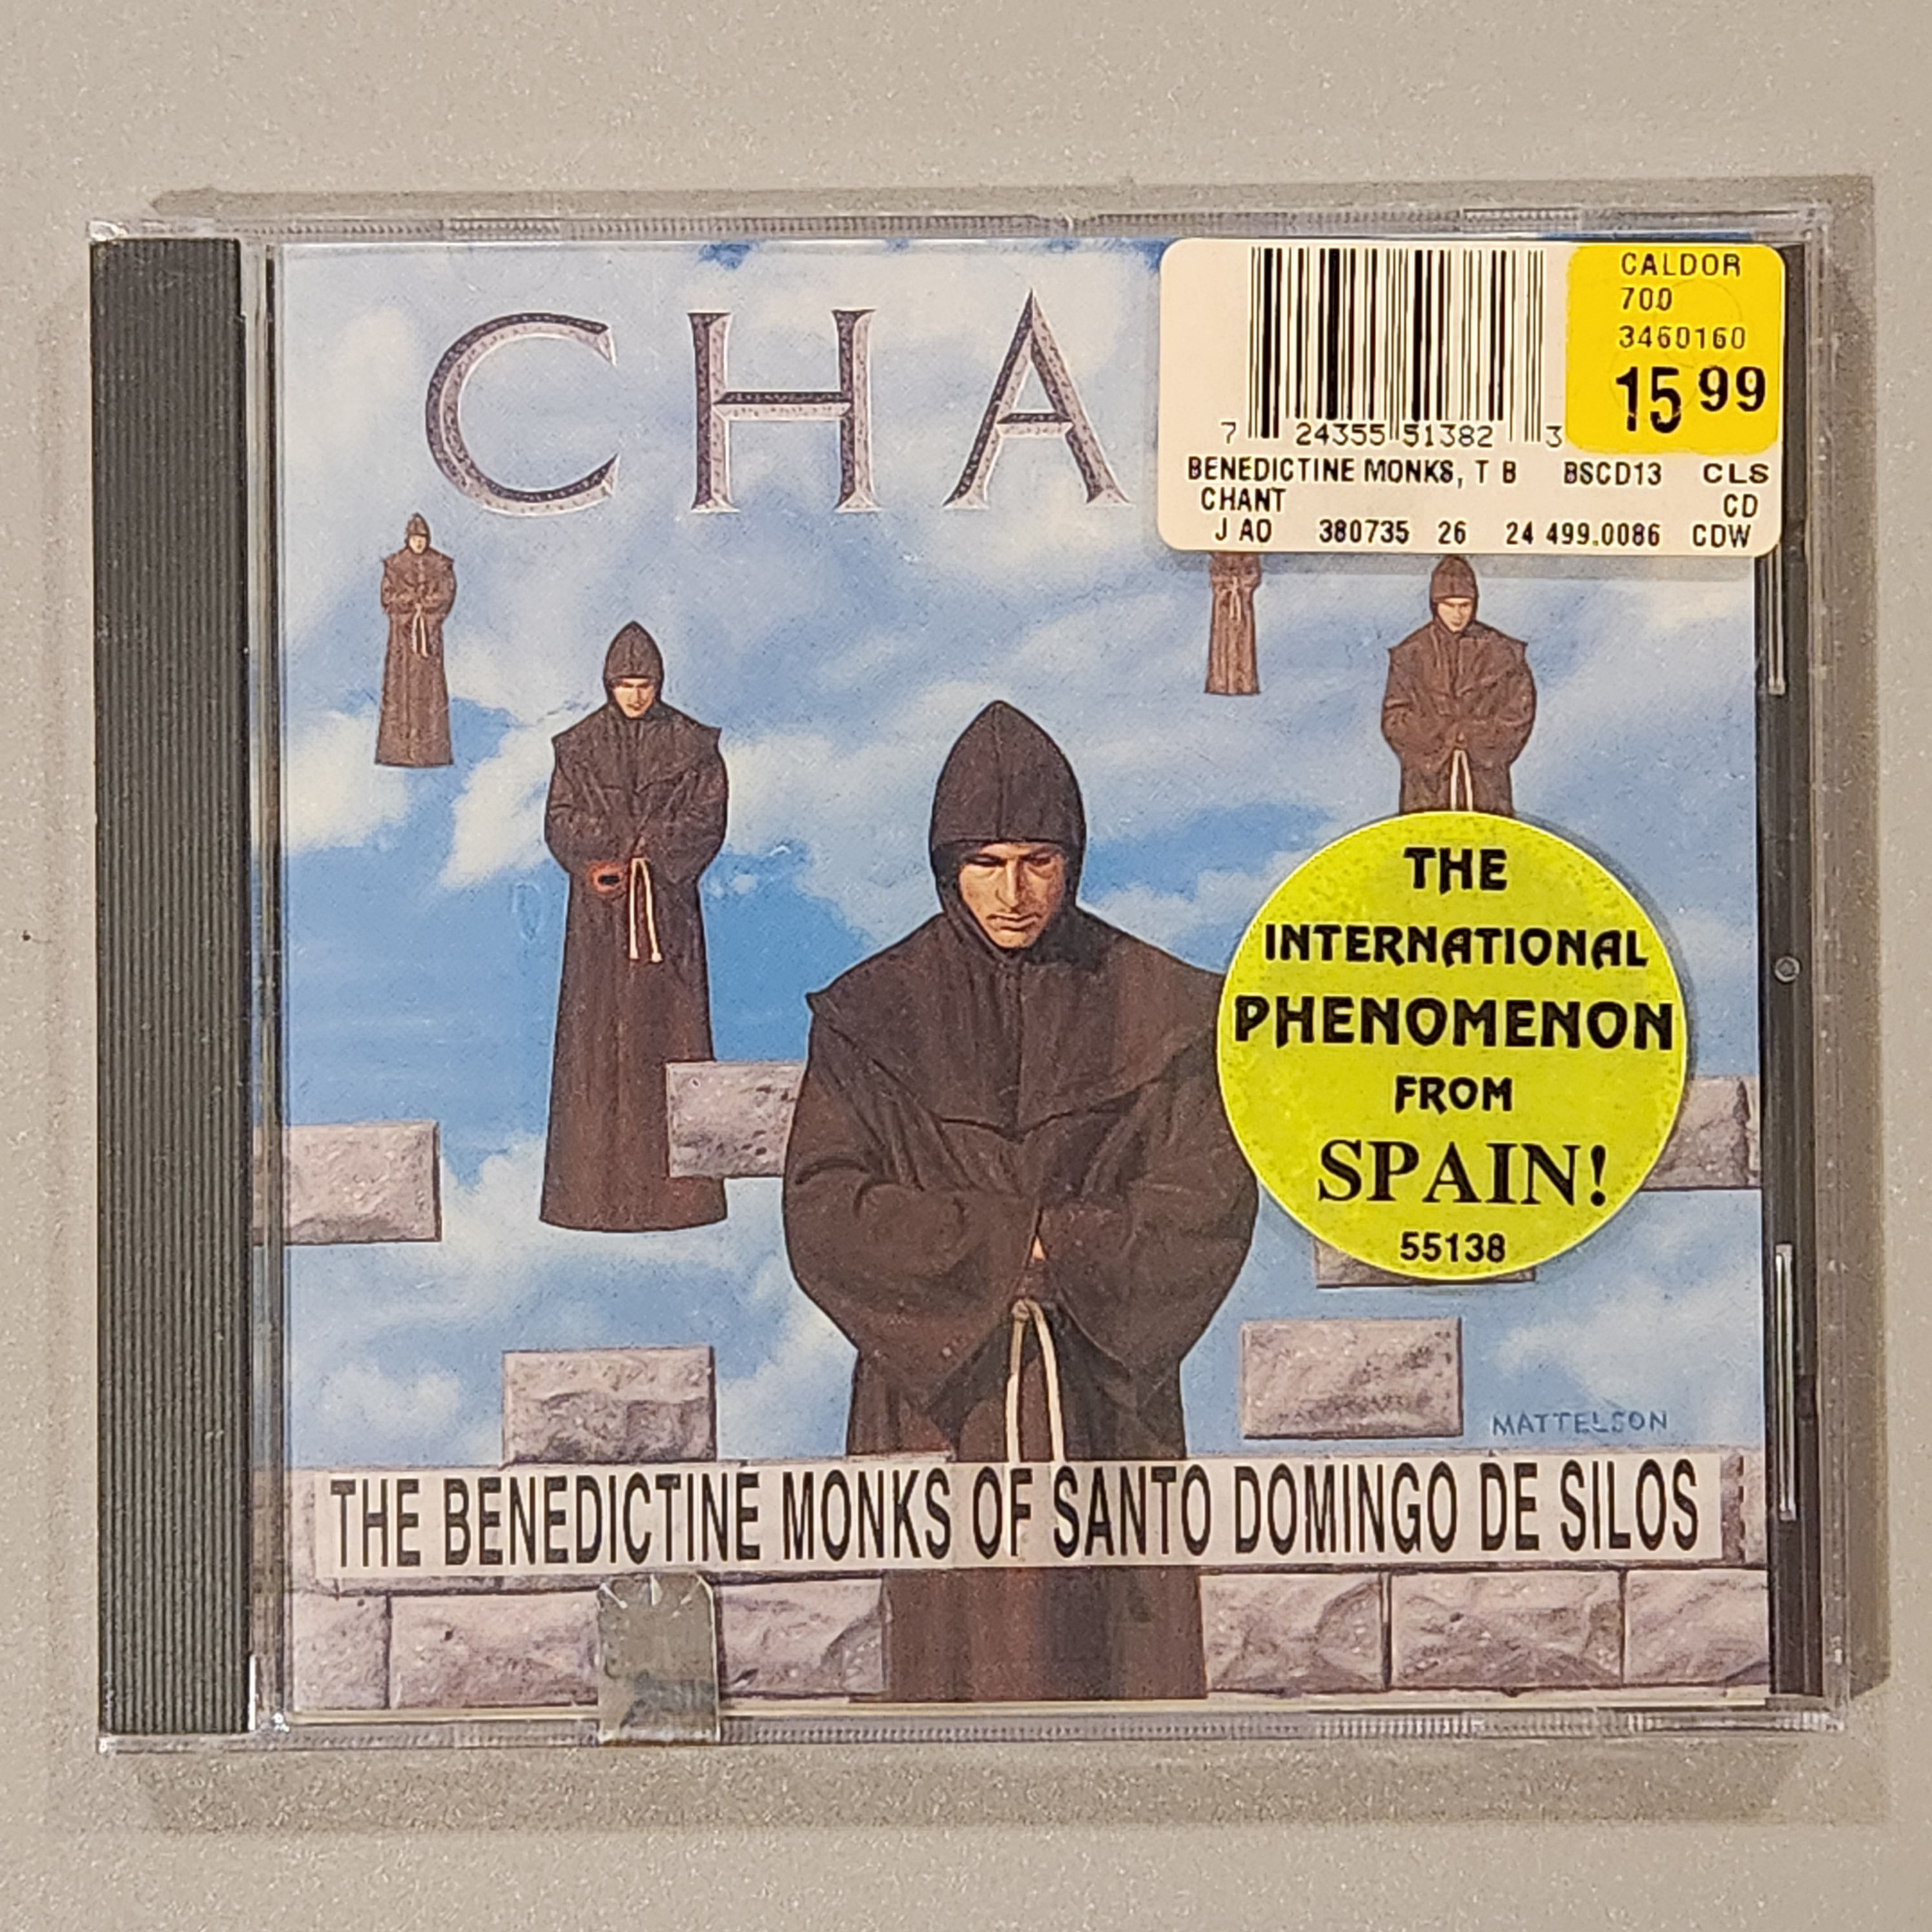 CHA
CALDOR
700
3460160
15 99
7 24355 51382 3
BENEDICTINE MONKS, T B BSCD13 CLS
CHANT CD
J AO 380735 26 24 499.0086 CDW
THE
INTERNATIONAL
PHENOMENON
FROM
SPAIN!
55138
MATTELSON
THE BENEDICTINE MONKS OF SANTO DOMINGO DE SILOS